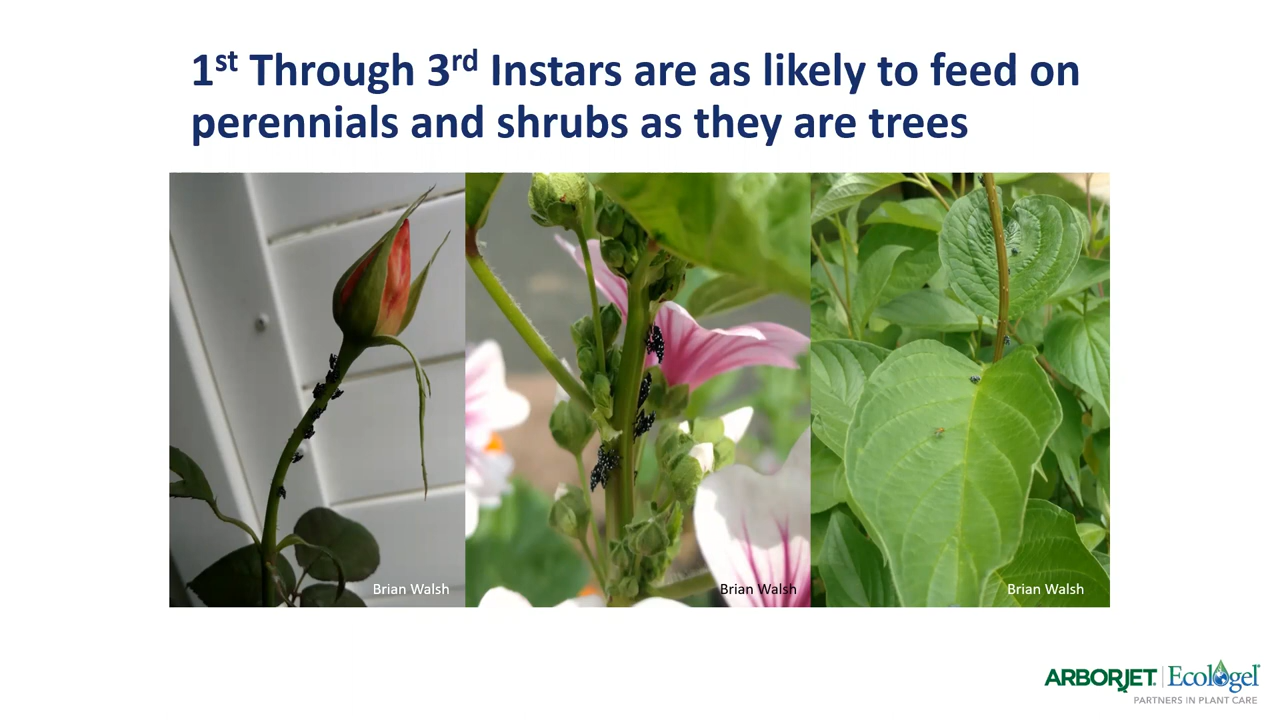 1st Through 3rd Instars are as likely to feed on
perennials and shrubs as they are trees
Brian Walsh
Brian Walsh
Brian Walsh
ARBORJET Ecologel
PARTNERS IN PLANT CARE